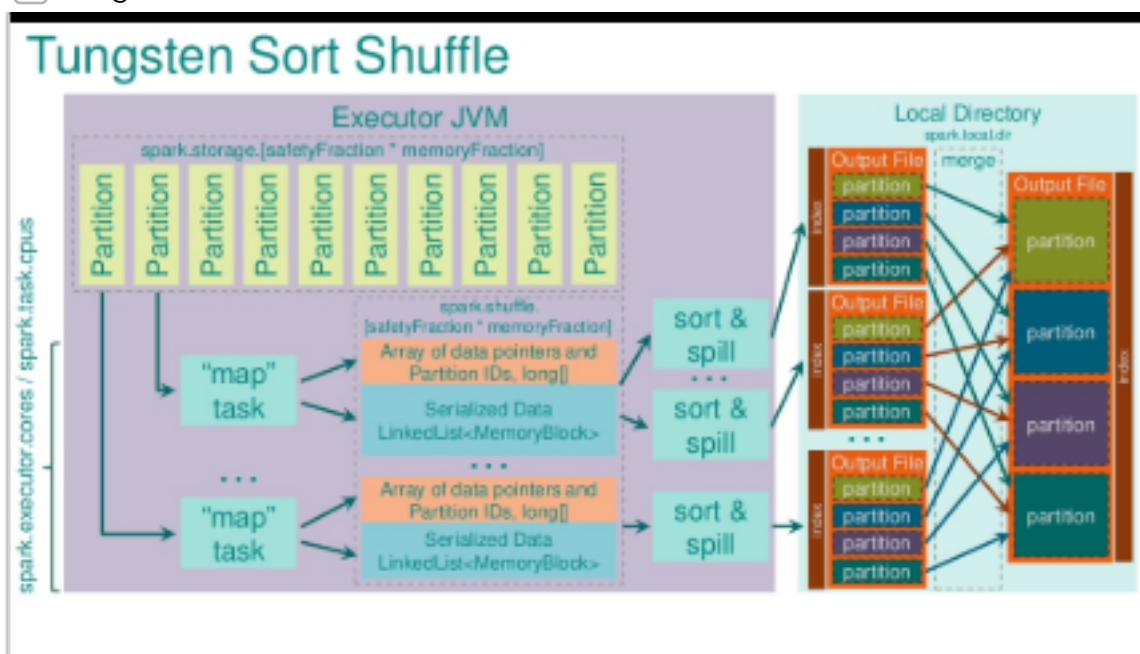 Tungsten Sort Shuffle
Executor JVM
spark.storage.[safetyFraction * memoryFraction]
Partition
Partition
Partition
Partition
Partition
Partition
Partition
Partition
Partition
Partition
spark.executor.cores / spark.task.cpus
"map"
task
...
"map"
task
spark.shuffle.
[safetyFraction * memoryFraction]
Array of data pointers and
Partition IDs, long[]
Serialized Data
LinkedList<MemoryBlock>
...
Array of data pointers and
Partition IDs, long[]
Serialized Data
LinkedList<MemoryBlock>
sort &
spill
...
sort &
spill
sort &
spill
Local Directory
spark.local.dir
Output File
index
partition
partition
partition
partition
Output File
index
partition
partition
partition
partition
...
Output File
index
partition
partition
partition
partition
merge
Output File
partition
partition
partition
partition
index